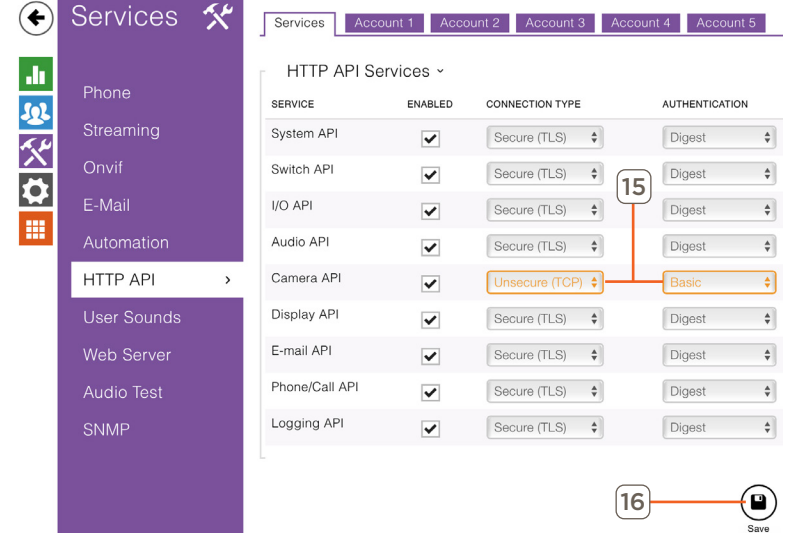 Services
Phone
Streaming
Onvif
E-Mail
Automation
HTTP API
User Sounds
Web Server
Audio Test
SNMP
Services Account 1 Account 2 Account 3 Account 4 Account 5
HTTP API Services
SERVICE ENABLED CONNECTION TYPE AUTHENTICATION
System API Secure (TLS) Digest
Switch API Secure (TLS) Digest
15
I/O API Secure (TLS) Digest
Audio API Secure (TLS) Digest
Camera API Unsecure (TCP) Basic
Display API Secure (TLS) Digest
E-mail API Secure (TLS) Digest
Phone/Call API Secure (TLS) Digest
Logging API Secure (TLS) Digest
16
Save